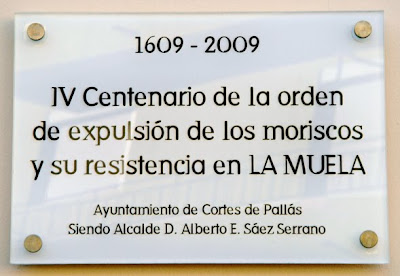 1609 - 2009
IV Centenario de la orden
de expulsión de los moriscos
y su resistencia en LA MUELA
Ayuntamiento de Cortes de Pallás
Siendo Alcalde D. Alberto E. Sáez Serrano